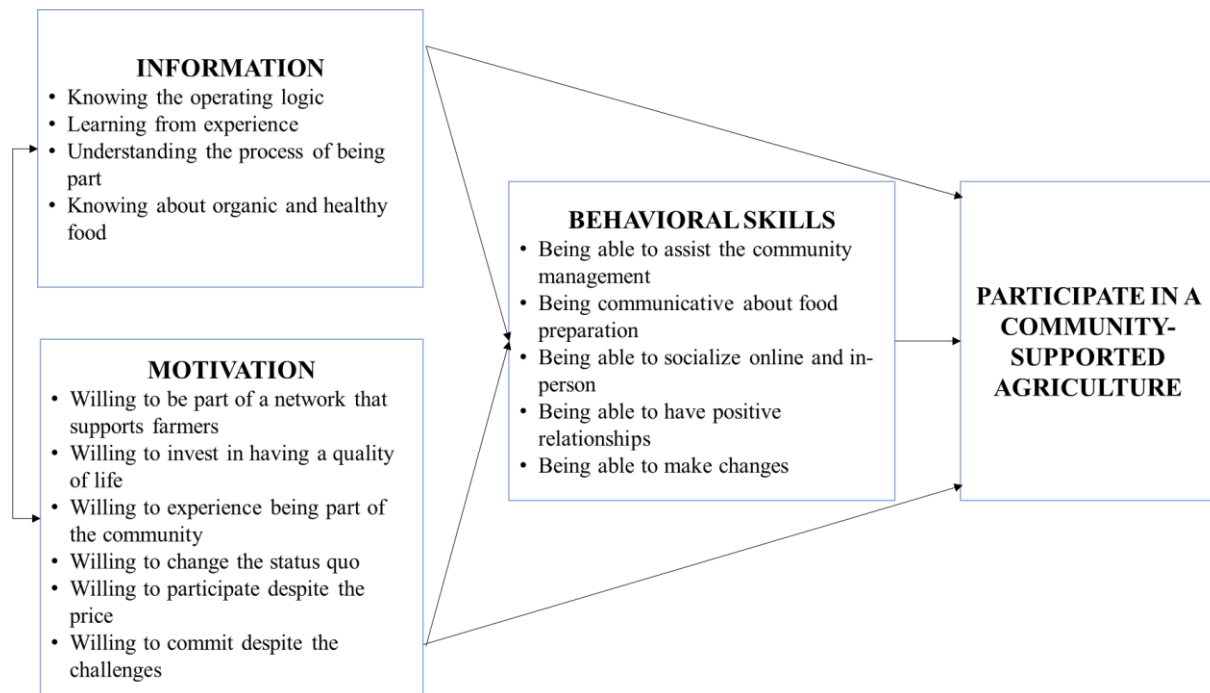 INFORMATION
• Knowing the operating logic
• Learning from experience
• Understanding the process of being
part
• Knowing about organic and healthy
food
MOTIVATION
• Willing to be part of a network that
supports farmers
• Willing to invest in having a quality
of life
• Willing to experience being part of
the community
• Willing to change the status quo
• Willing to participate despite the
price
• Willing to commit despite the
challenges
BEHAVIORAL SKILLS
• Being able to assist the community
management
• Being communicative about food
preparation
• Being able to socialize online and in-
person
• Being able to have positive
relationships
• Being able to make changes
PARTICIPATE IN A
COMMUNITY-
SUPPORTED
AGRICULTURE